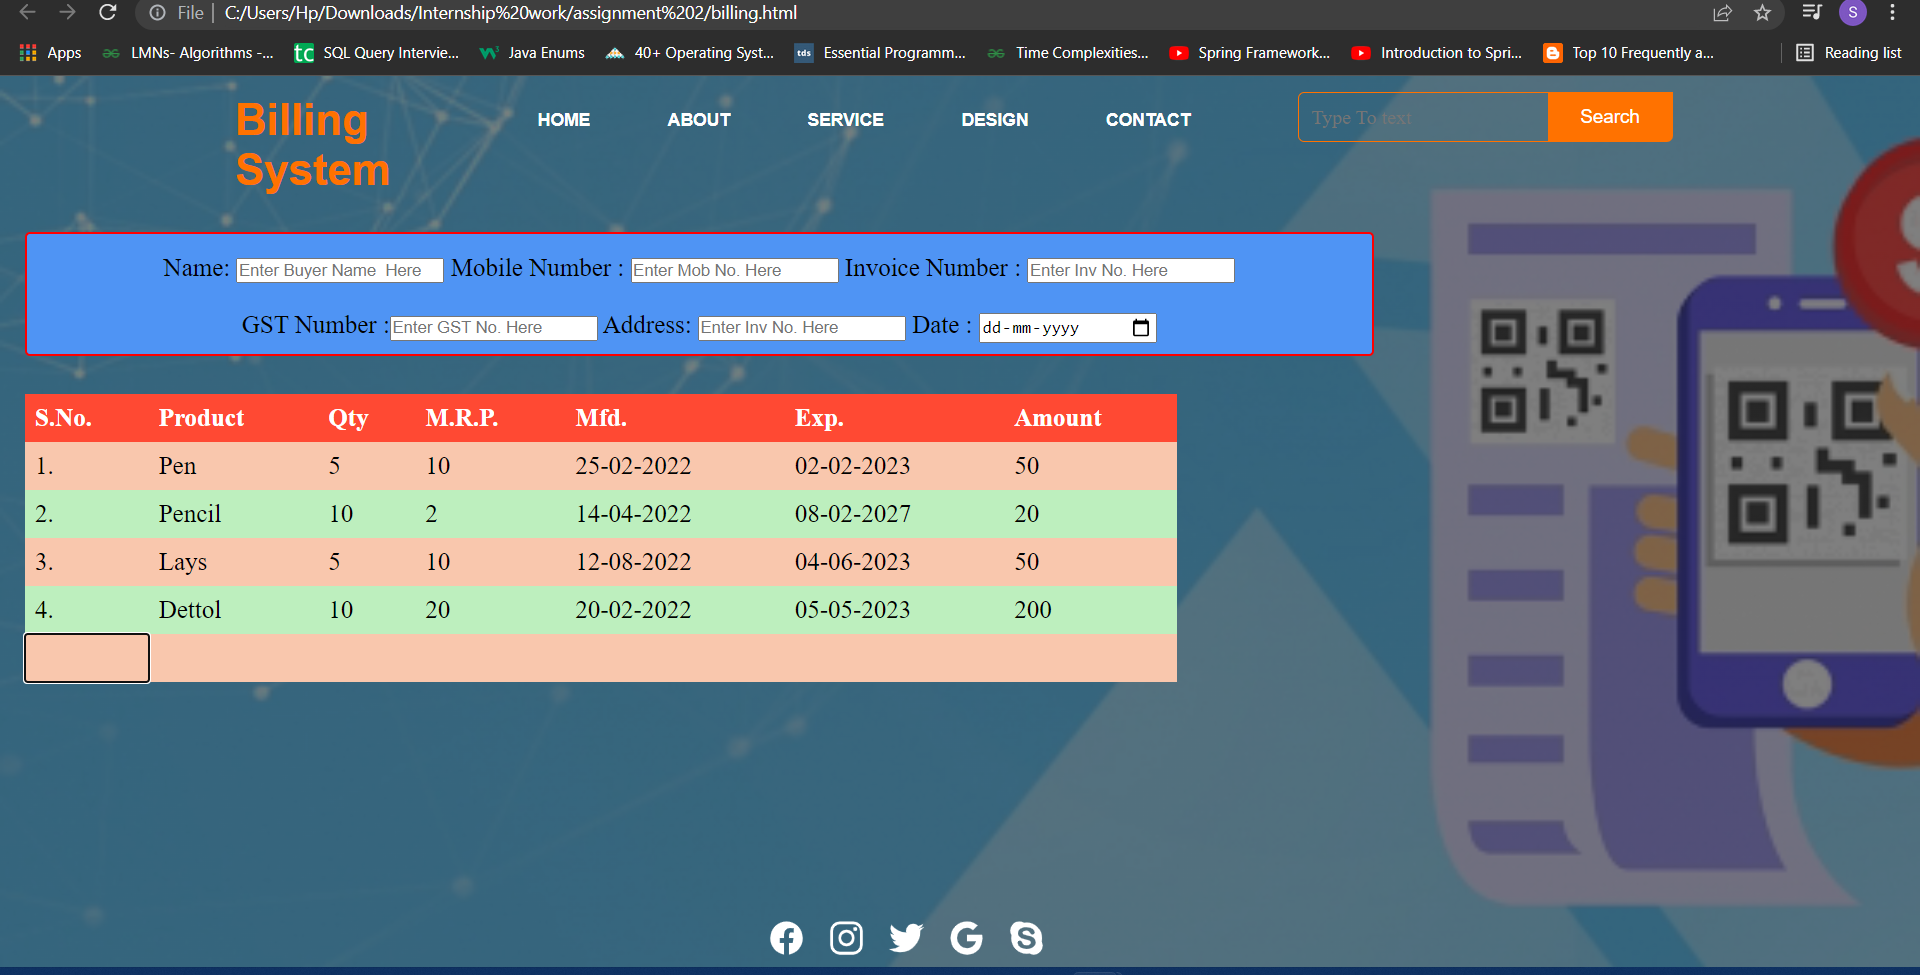 File | C:/Users/Hp/Downloads/Internship%20work/assignment%202/billing.html S
Apps LMNs- Algorithms -... tc SQL Query Intervie... Java Enums 40+ Operating Syst... tds Essential Programm... Time Complexities... Spring Framework... Introduction to Spri... Top 10 Frequently a... Reading list
Billing
System
HOME ABOUT SERVICE DESIGN CONTACT Type To text Search
Name: Enter Buyer Name Here Mobile Number : Enter Mob No. Here Invoice Number : Enter Inv No. Here
GST Number : Enter GST No. Here Address: Enter Inv No. Here Date : dd-mm-yyyy
S.No. Product Qty M.R.P. Mfd. Exp. Amount
1. Pen 5 10 25-02-2022 02-02-2023 50
2. Pencil 10 2 14-04-2022 08-02-2027 20
3. Lays 5 10 12-08-2022 04-06-2023 50
4. Dettol 10 20 20-02-2022 05-05-2023 200